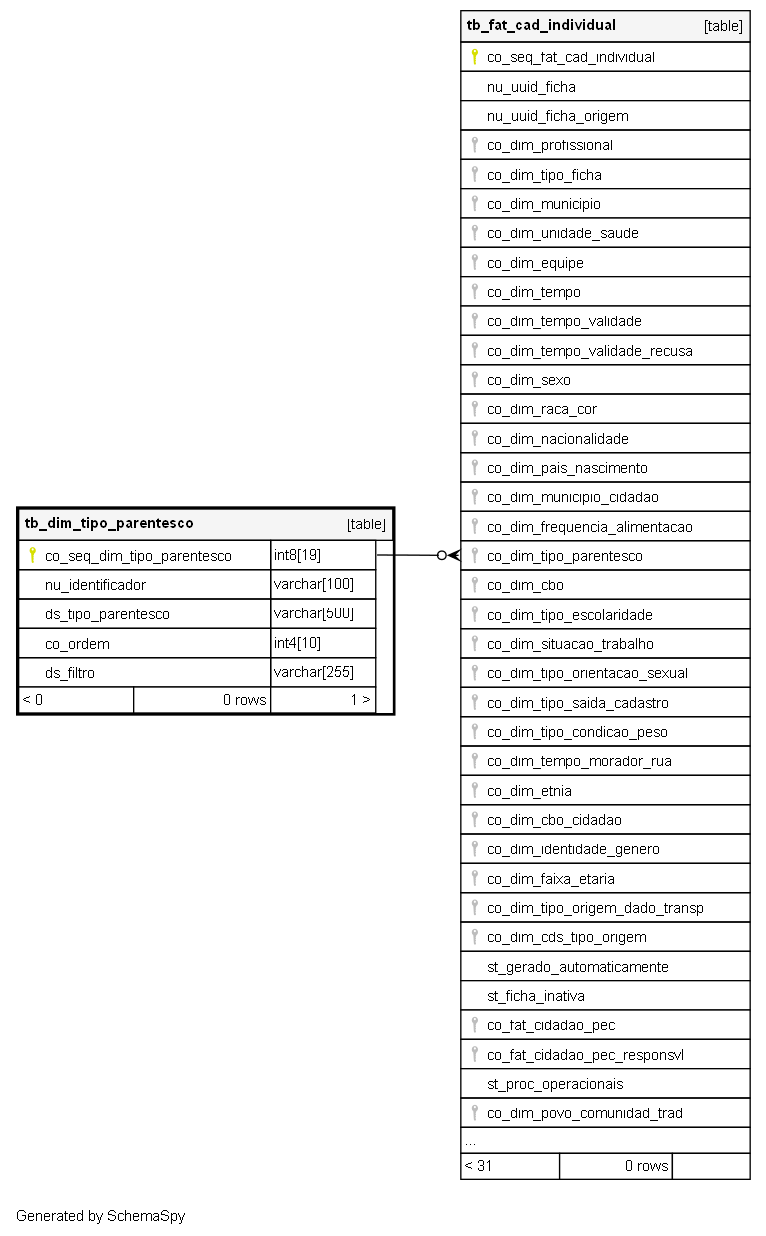 tb_fat_cad_individual [table]
co_seq_fat_cad_individual
nu_uuid_ficha
nu_uuid_ficha_origem
co_dim_profissional
co_dim_tipo_ficha
co_dim_municipio
co_dim_unidade_saude
co_dim_equipe
co_dim_tempo
co_dim_tempo_validade
co_dim_tempo_validade_recusa
co_dim_sexo
co_dim_raca_cor
co_dim_nacionalidade
co_dim_pais_nascimento
co_dim_municipio_cidadao
co_dim_frequencia_alimentacao
co_dim_tipo_parentesco
co_dim_cbo
co_dim_tipo_escolaridade
co_dim_situacao_trabalho
co_dim_tipo_orientacao_sexual
co_dim_tipo_saida_cadastro
co_dim_tipo_condicao_peso
co_dim_tempo_morador_rua
co_dim_etnia
co_dim_cbo_cidadao
co_dim_identidade_genero
co_dim_faixa_etaria
co_dim_tipo_origem_dado_transp
co_dim_cds_tipo_origem
st_gerado_automaticamente
st_ficha_inativa
co_fat_cidadao_pec
co_fat_cidadao_pec_responsvl
st_proc_operacionais
co_dim_povo_comunidad_trad
...
< 31 0 rows
tb_dim_tipo_parentesco [table]
co_seq_dim_tipo_parentesco int8[19]
nu_identificador varchar[100]
ds_tipo_parentesco varchar[500]
co_ordem int4[10]
ds_filtro varchar[255]
< 0 0 rows 1 >
Generated by SchemaSpy